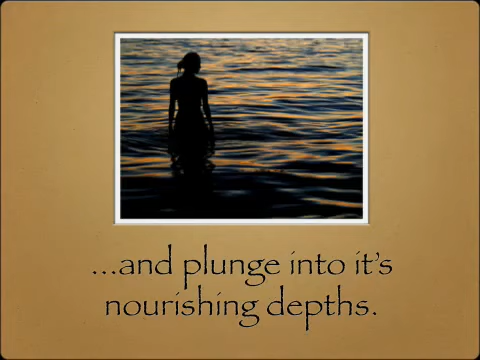 ...and plunge into it's
nourishing depths.